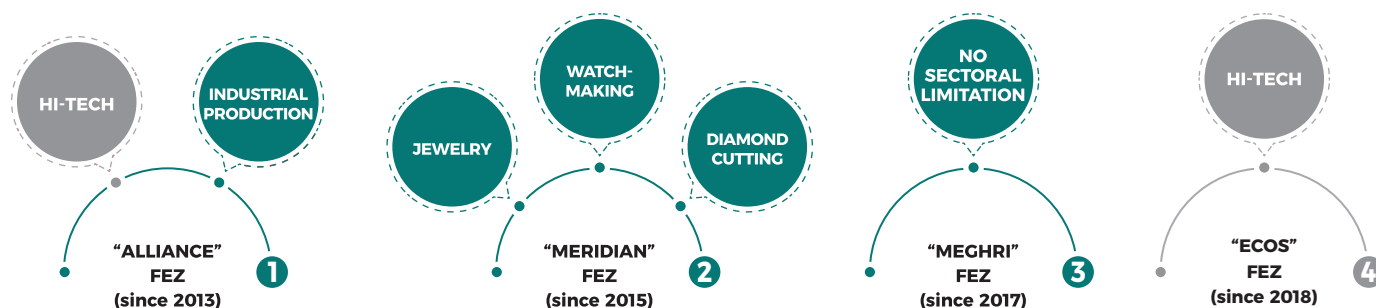 HI-TECH
INDUSTRIAL
PRODUCTION
“ALLIANCE”
FEZ
(since 2013)
1
JEWELRY
WATCH-
MAKING
DIAMOND
CUTTING
“MERIDIAN”
FEZ
(since 2015)
2
NO
SECTORAL
LIMITATION
“MEGHRI”
FEZ
(since 2017)
3
HI-TECH
“ECOS”
FEZ
(since 2018)
4